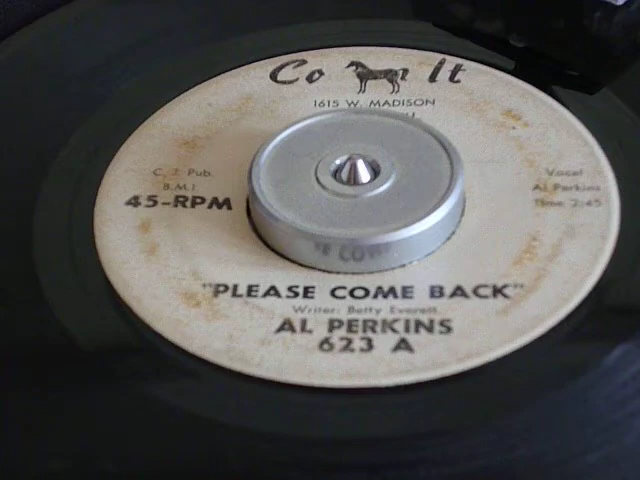 Co It
1615 W. MADISON
C. J. Pub.
B.M.I
45-RPM
Vocal
Al Perkins
Time 2:45
"PLEASE COME BACK"
Writer: Betty Everett
AL PERKINS
623 A